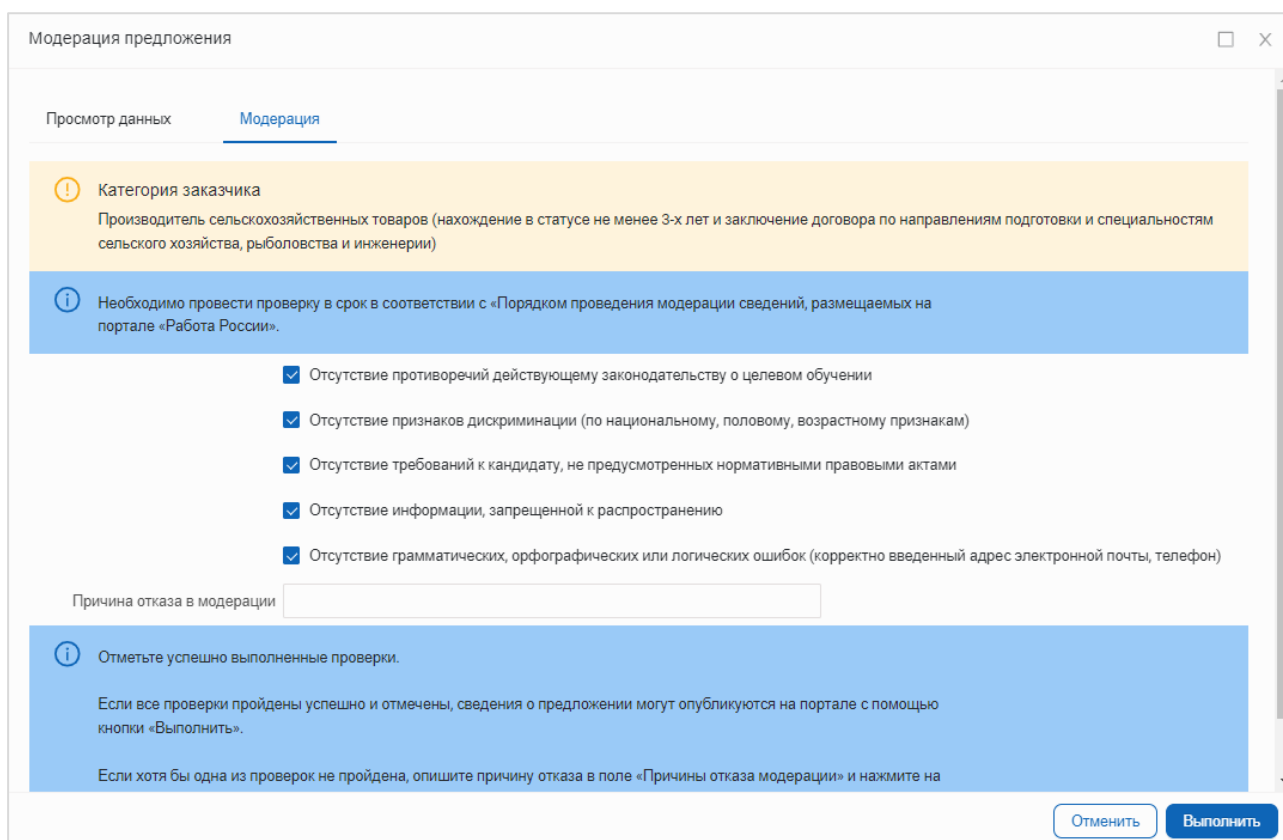 Модерация предложения
Просмотр данных
Модерация
Категория заказчика
Производитель сельскохозяйственных товаров (нахождение в статусе не менее 3-х лет и заключение договора по направлениям подготовки и специальностям
сельского хозяйства, рыболовства и инженерии)
Необходимо провести проверку в срок в соответствии с «Порядком проведения модерации сведений, размещаемых на
портале «Работа России».
Отсутствие противоречий действующему законодательству о целевом обучении
Отсутствие признаков дискриминации (по национальному, половому, возрастному признакам)
Отсутствие требований к кандидату, не предусмотренных нормативными правовыми актами
Отсутствие информации, запрещенной к распространению
Отсутствие грамматических, орфографических или логических ошибок (корректно введенный адрес электронной почты, телефон)
Причина отказа в модерации
Отметьте успешно выполненные проверки.
Если все проверки пройдены успешно и отмечены, сведения о предложении могут опубликуются на портале с помощью
кнопки «Выполнить».
Если хотя бы одна из проверок не пройдена, опишите причину отказа в поле «Причины отказа модерации» и нажмите на
Отменить
Выполнить